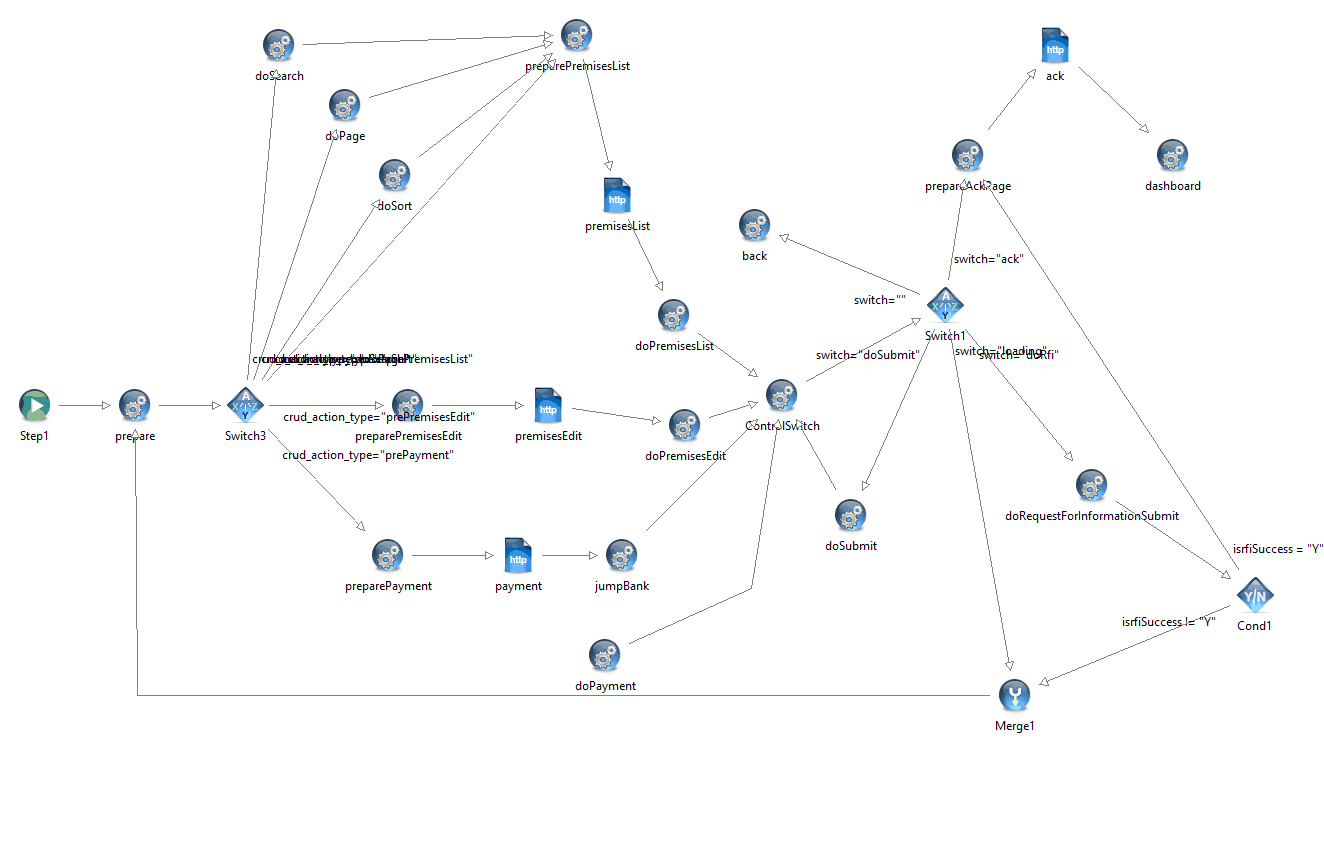 doSearch
preparePremisesList
http
ack
doPage
doSort
prepareAckPage
dashboard
http
premisesList
back
switch="ack"
switch=""
A
X
Z
Y
Switch1
doPremisesList
switch="doSubmit"
switch="loading"
switch="doRfi"
PremisesList"
Step1
prepare
A
X
Z
Y
Switch3
crud_action_type="prePremisesEdit"
preparePremisesEdit
http
premisesEdit
doPremisesEdit
ControlSwitch
crud_action_type="prePayment"
doRequestForInformationSubmit
doSubmit
isrfiSuccess = "Y"
preparePayment
http
payment
jumpBank
Y/N
Cond1
isrfiSuccess != "Y"
doPayment
Merge1